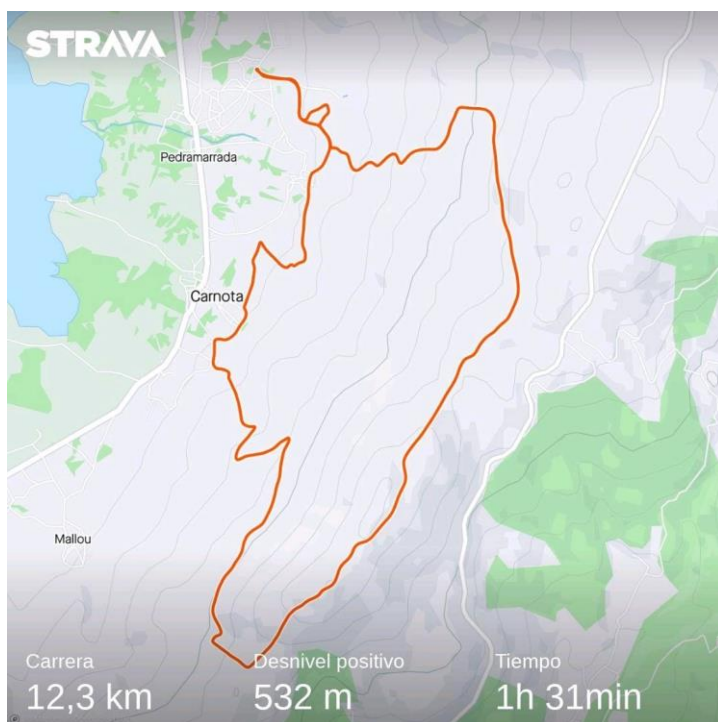 STRAVA
Pedramarrada
Carnota
Mallou
Carrera
Desnivel positivo
Tiempo
12,3 km
532 m
1h 31min